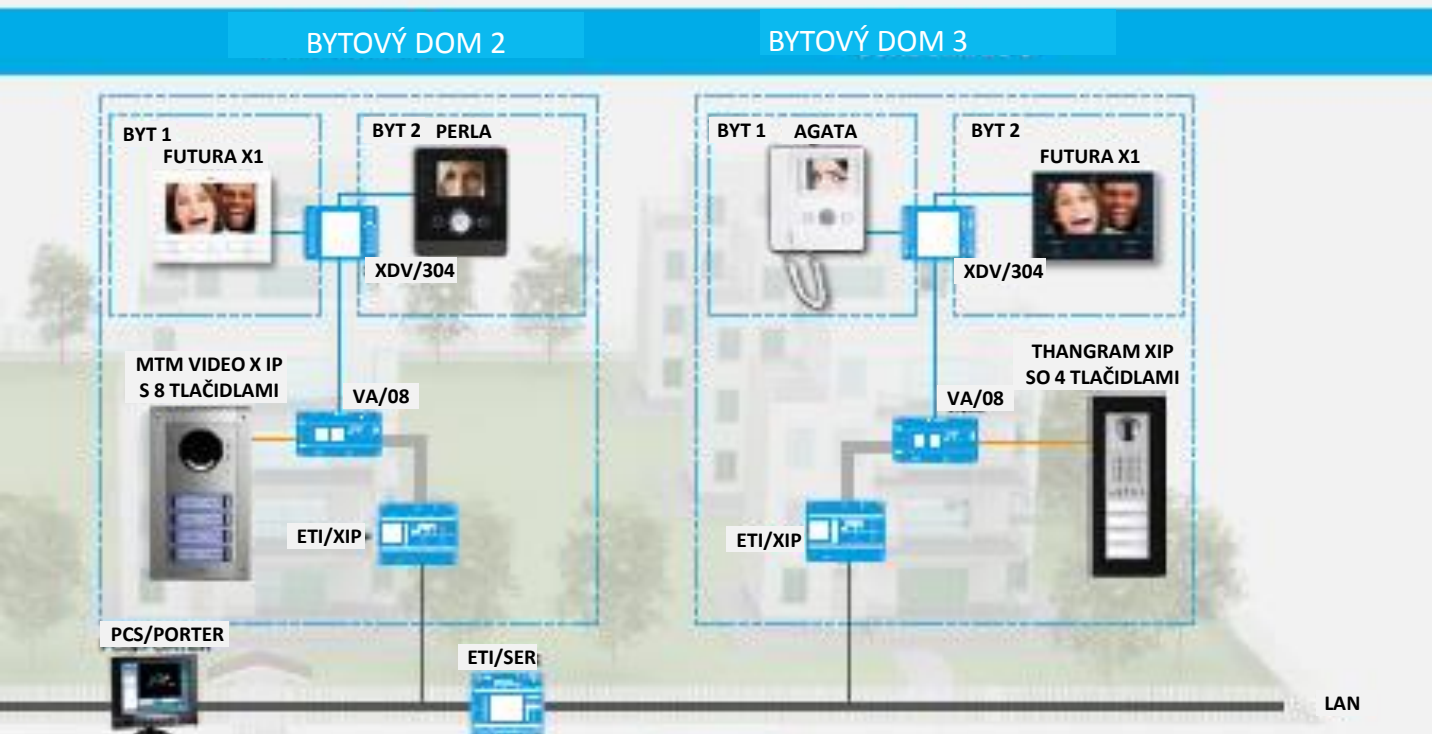 BYTOVÝ DOM 2
BYTOVÝ DOM 3
BYT 1
FUTURA X1
BYT 2 PERLA
XDV/304
MTM VIDEO X IP
S 8 TLAČIDLAMI
VA/08
ETI/XIP
BYT 1 AGATA
BYT 2
FUTURA X1
XDV/304
THANGRAM XIP
SO 4 TLAČIDLAMI
VA/08
ETI/XIP
PCS/PORTER
ETI/SER
LAN